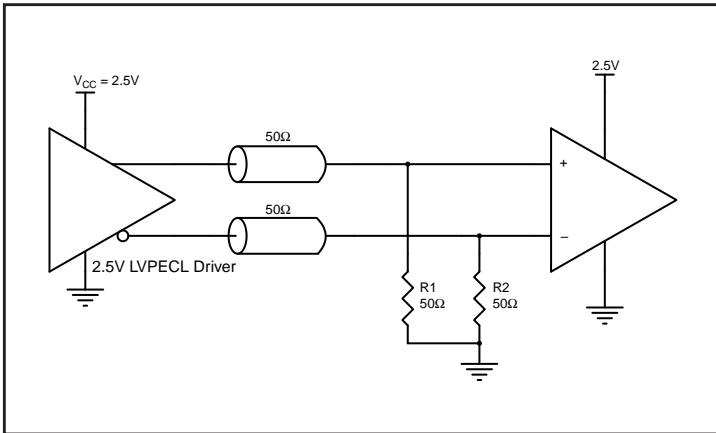 V_CC = 2.5V
2.5V
50Ω
50Ω
+
–
2.5V LVPECL Driver
R1
50Ω
R2
50Ω